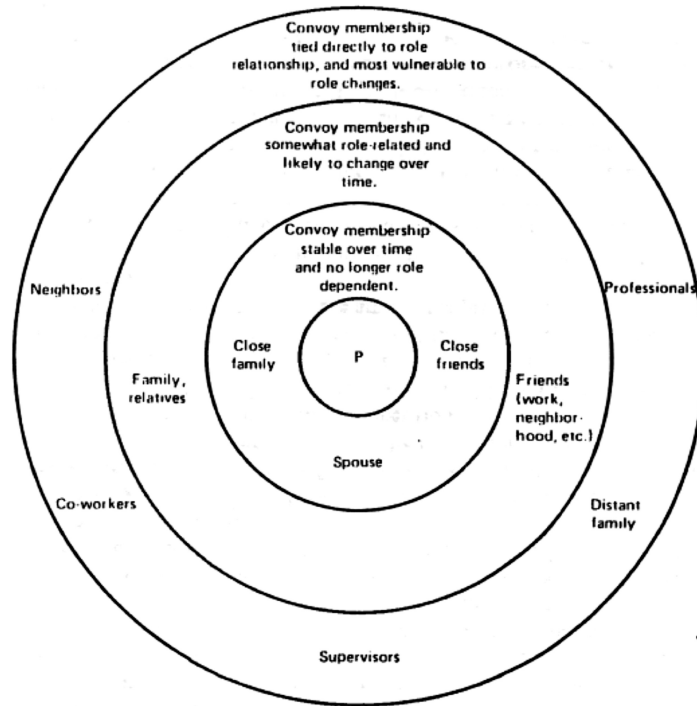 Convoy membership
tied directly to role
relationship, and most vulnerable to
role changes.
Convoy membership
somewhat role-related and
likely to change over
time.
Convoy membership
stable over time
and no longer role
dependent.
Neighbors
Professionals
Close
family
P
Close
friends
Family,
relatives
Friends
(work,
neighbor-
hood, etc.)
Spouse
Co-workers
Distant
family
Supervisors